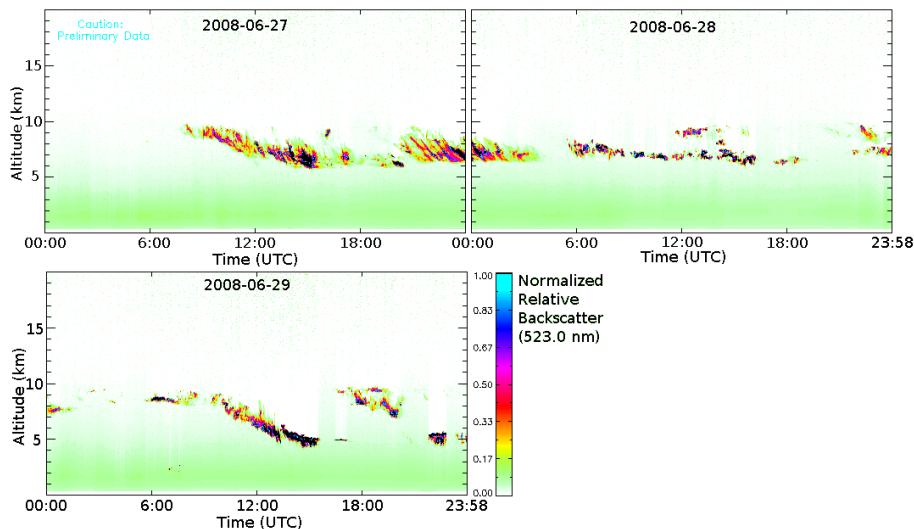 Caution:
Preliminary Data
2008-06-27
2008-06-28
15
10
5
Altitude (km)
00:00 6:00 12:00 18:00 00:00 6:00 12:00 18:00 23:58
Time (UTC)
Time (UTC)
2008-06-29
15
10
5
Altitude (km)
00:00 6:00 12:00 18:00 23:58
Time (UTC)
1.00
0.83
0.67
0.50
0.33
0.17
0.00
Normalized
Relative
Backscatter
(523.0 nm)